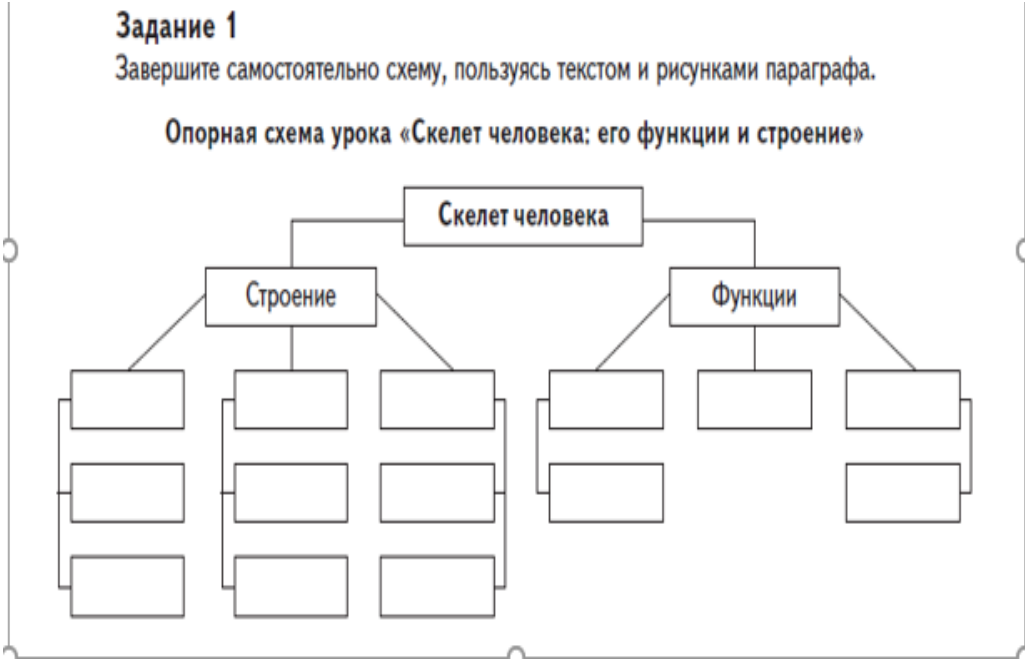 Задание 1
Завершите самостоятельно схему, пользуясь текстом и рисунками параграфа.
Опорная схема урока «Скелет человека: его функции и строение»
Скелет человека
Строение
Функции